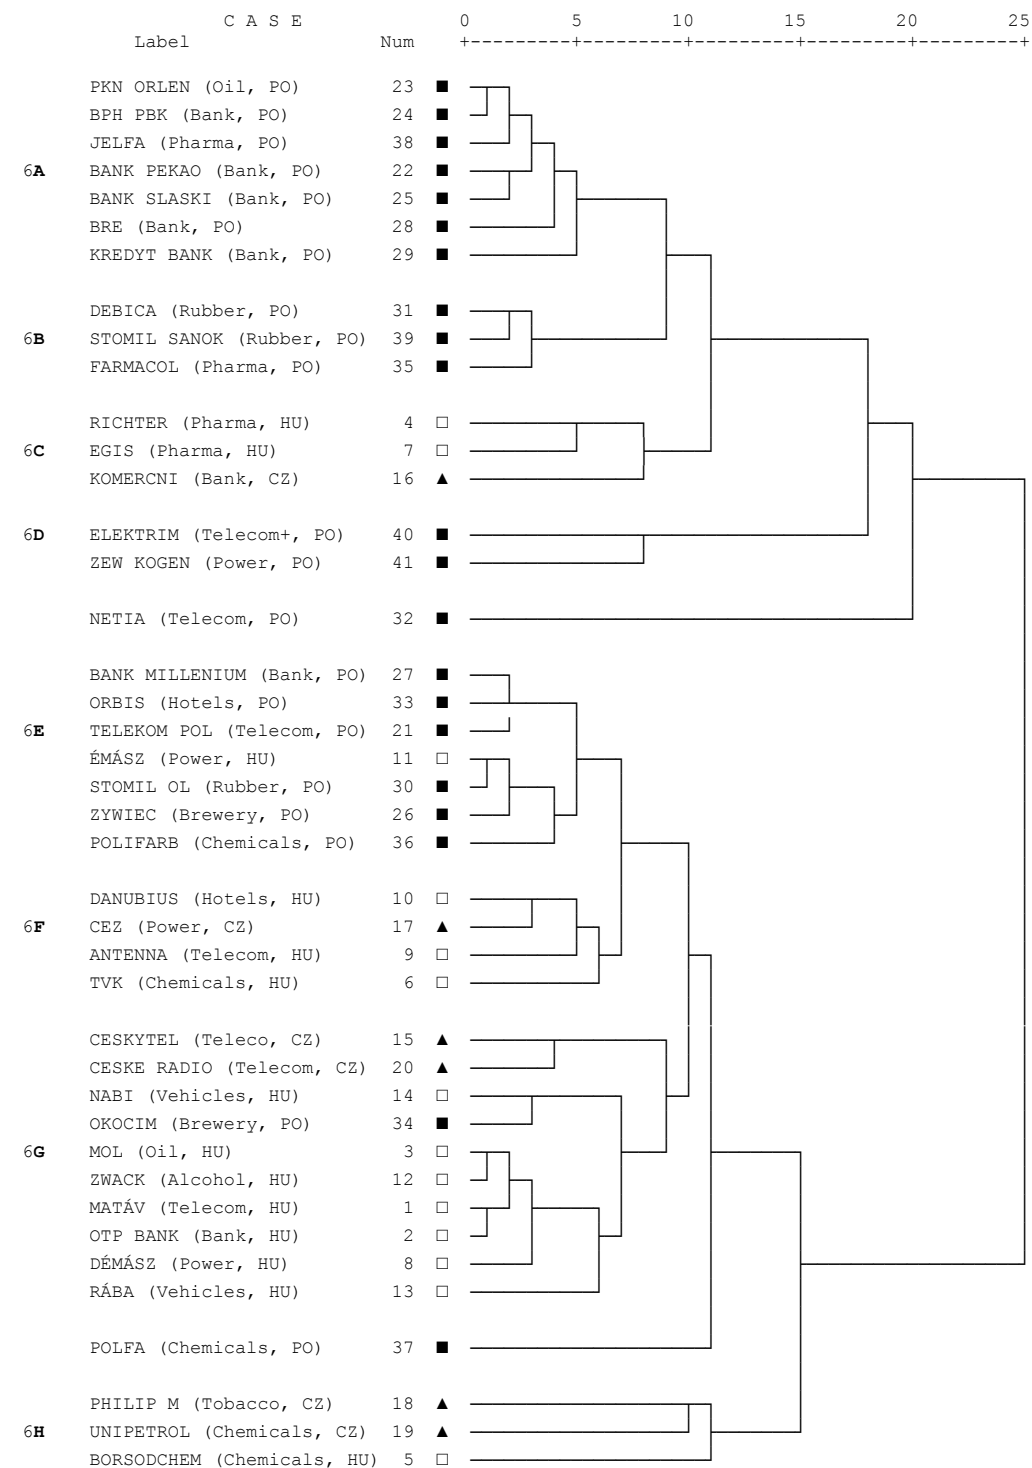 C A S E 0 5 10 15 20 25
Label Num +---------+---------+---------+---------+---------+
PKN ORLEN (Oil, PO) 23 ■
BPH PBK (Bank, PO) 24 ■
JELFA (Pharma, PO) 38 ■
6A BANK PEKAO (Bank, PO) 22 ■
BANK SLASKI (Bank, PO) 25 ■
BRE (Bank, PO) 28 ■
KREDYT BANK (Bank, PO) 29 ■
DEBICA (Rubber, PO) 31 ■
6B STOMIL SANOK (Rubber, PO) 39 ■
FARMACOL (Pharma, PO) 35 ■
RICHTER (Pharma, HU) 4 □
6C EGIS (Pharma, HU) 7 □
KOMERCNI (Bank, CZ) 16 ▲
6D ELEKTRIM (Telecom+, PO) 40 ■
ZEW KOGEN (Power, PO) 41 ■
NETIA (Telecom, PO) 32 ■
BANK MILLENIUM (Bank, PO) 27 ■
ORBIS (Hotels, PO) 33 ■
6E TELEKOM POL (Telecom, PO) 21 ■
ÉMÁSZ (Power, HU) 11 □
STOMIL OL (Rubber, PO) 30 ■
ZYWIEC (Brewery, PO) 26 ■
POLIFARB (Chemicals, PO) 36 ■
DANUBIUS (Hotels, HU) 10 □
6F CEZ (Power, CZ) 17 ▲
ANTENNA (Telecom, HU) 9 □
TVK (Chemicals, HU) 6 □
CESKYTEL (Teleco, CZ) 15 ▲
CESKE RADIO (Telecom, CZ) 20 ▲
NABI (Vehicles, HU) 14 □
OKOCIM (Brewery, PO) 34 ■
6G MOL (Oil, HU) 3 □
ZWACK (Alcohol, HU) 12 □
MATÁV (Telecom, HU) 1 □
OTP BANK (Bank, HU) 2 □
DÉMÁSZ (Power, HU) 8 □
RÁBA (Vehicles, HU) 13 □
POLFA (Chemicals, PO) 37 ■
PHILIP M (Tobacco, CZ) 18 ▲
6H UNIPETROL (Chemicals, CZ) 19 ▲
BORSODCHEM (Chemicals, HU) 5 □